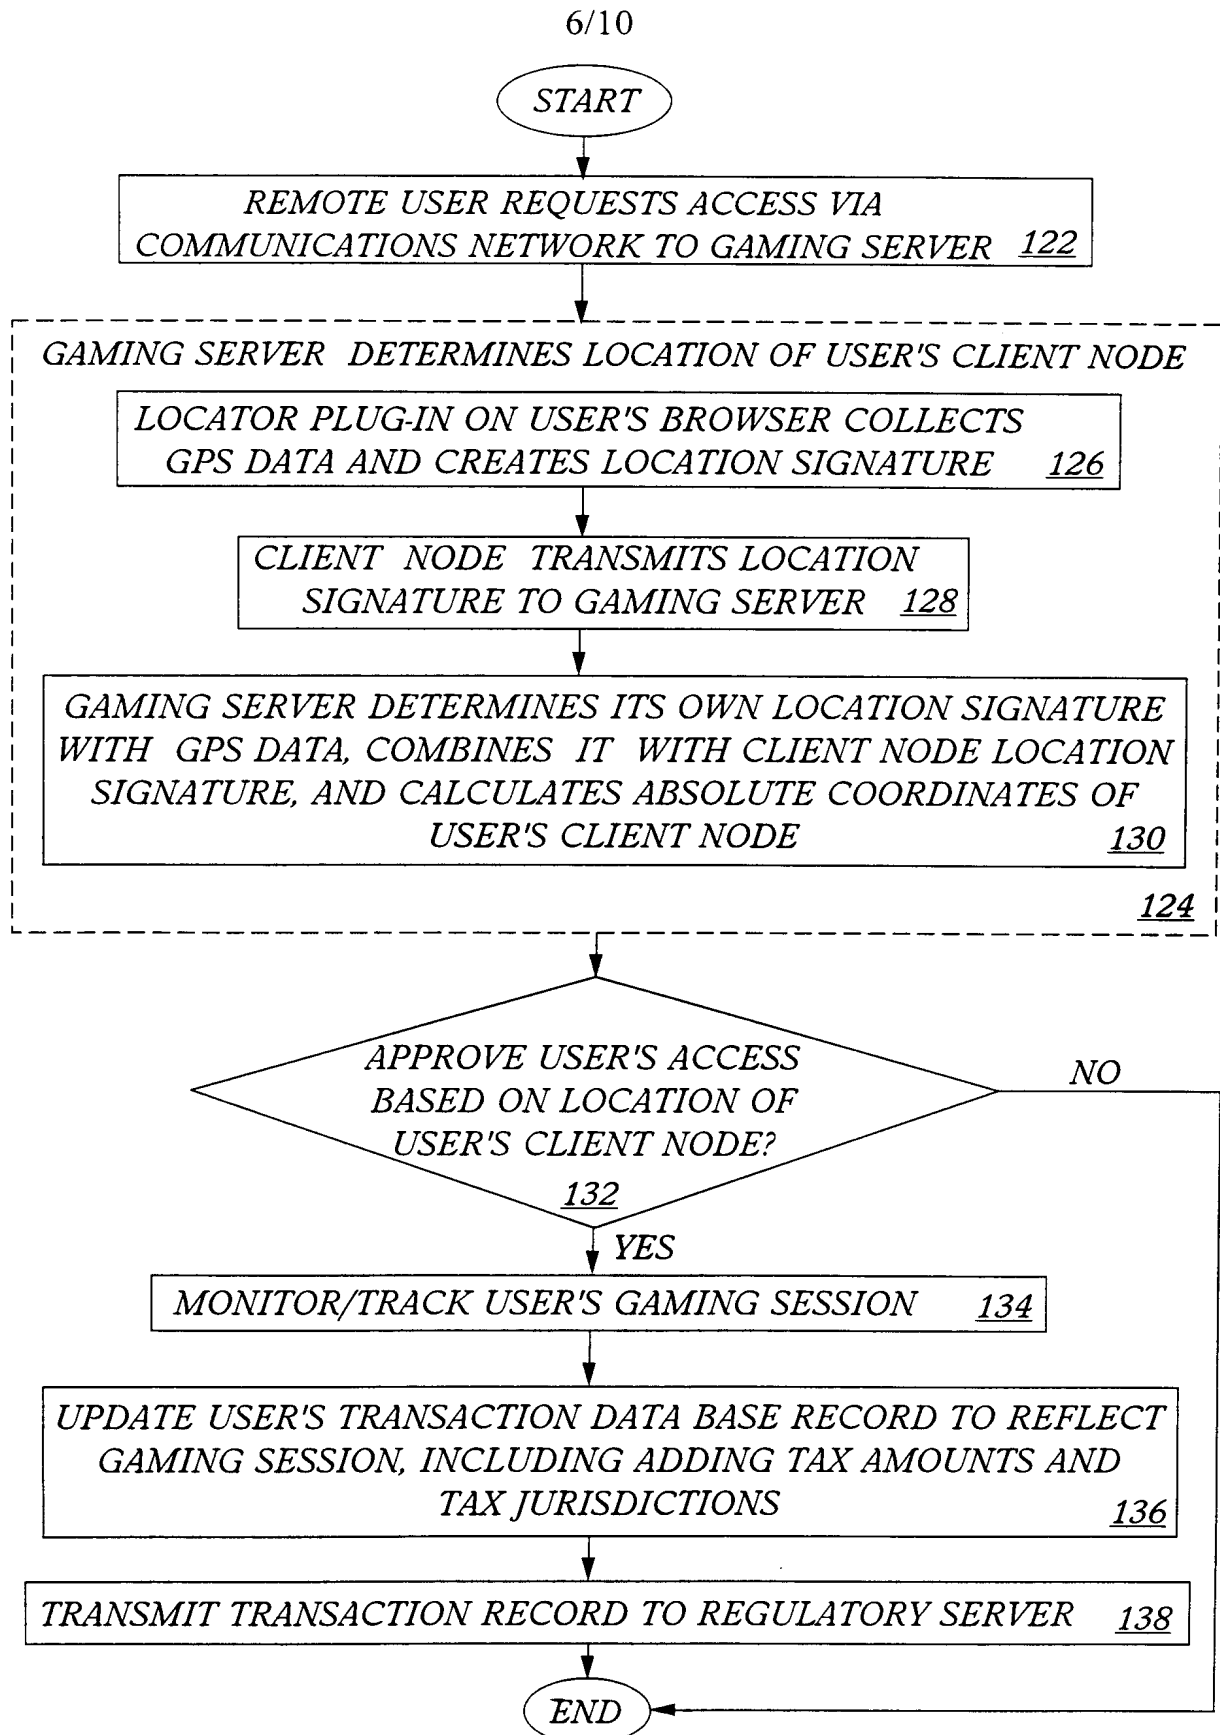 6/10
START
REMOTE USER REQUESTS ACCESS VIA
COMMUNICATIONS NETWORK TO GAMING SERVER 122
GAMING SERVER DETERMINES LOCATION OF USER'S CLIENT NODE
LOCATOR PLUG-IN ON USER'S BROWSER COLLECTS
GPS DATA AND CREATES LOCATION SIGNATURE 126
CLIENT NODE TRANSMITS LOCATION
SIGNATURE TO GAMING SERVER 128
GAMING SERVER DETERMINES ITS OWN LOCATION SIGNATURE
WITH GPS DATA, COMBINES IT WITH CLIENT NODE LOCATION
SIGNATURE, AND CALCULATES ABSOLUTE COORDINATES OF
USER'S CLIENT NODE 130
124
APPROVE USER'S ACCESS
BASED ON LOCATION OF
USER'S CLIENT NODE?
132
NO
YES
MONITOR/TRACK USER'S GAMING SESSION 134
UPDATE USER'S TRANSACTION DATA BASE RECORD TO REFLECT
GAMING SESSION, INCLUDING ADDING TAX AMOUNTS AND
TAX JURISDICTIONS 136
TRANSMIT TRANSACTION RECORD TO REGULATORY SERVER 138
END